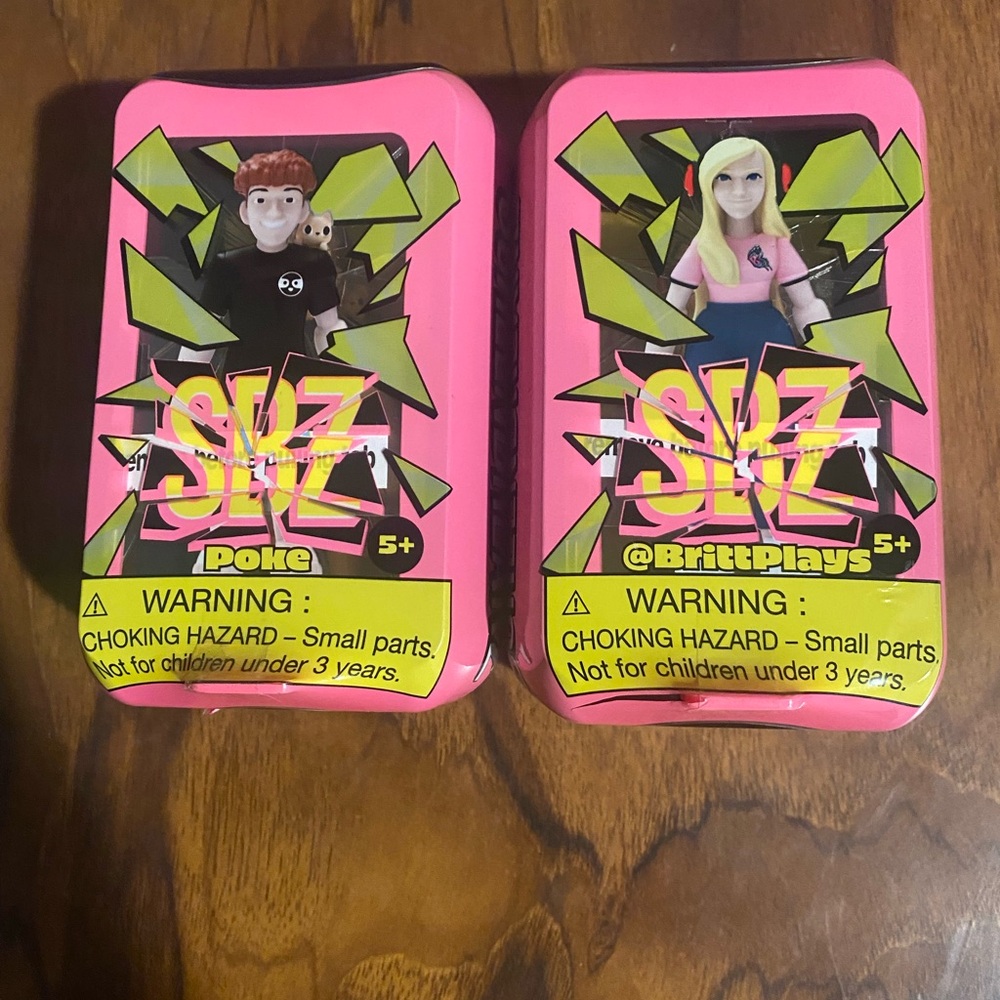 SBZ
Poke
5+
WARNING :
CHOKING HAZARD – Small parts.
Not for children under 3 years.
SBZ
@BrittPlays
5+
WARNING :
CHOKING HAZARD – Small parts.
Not for children under 3 years.